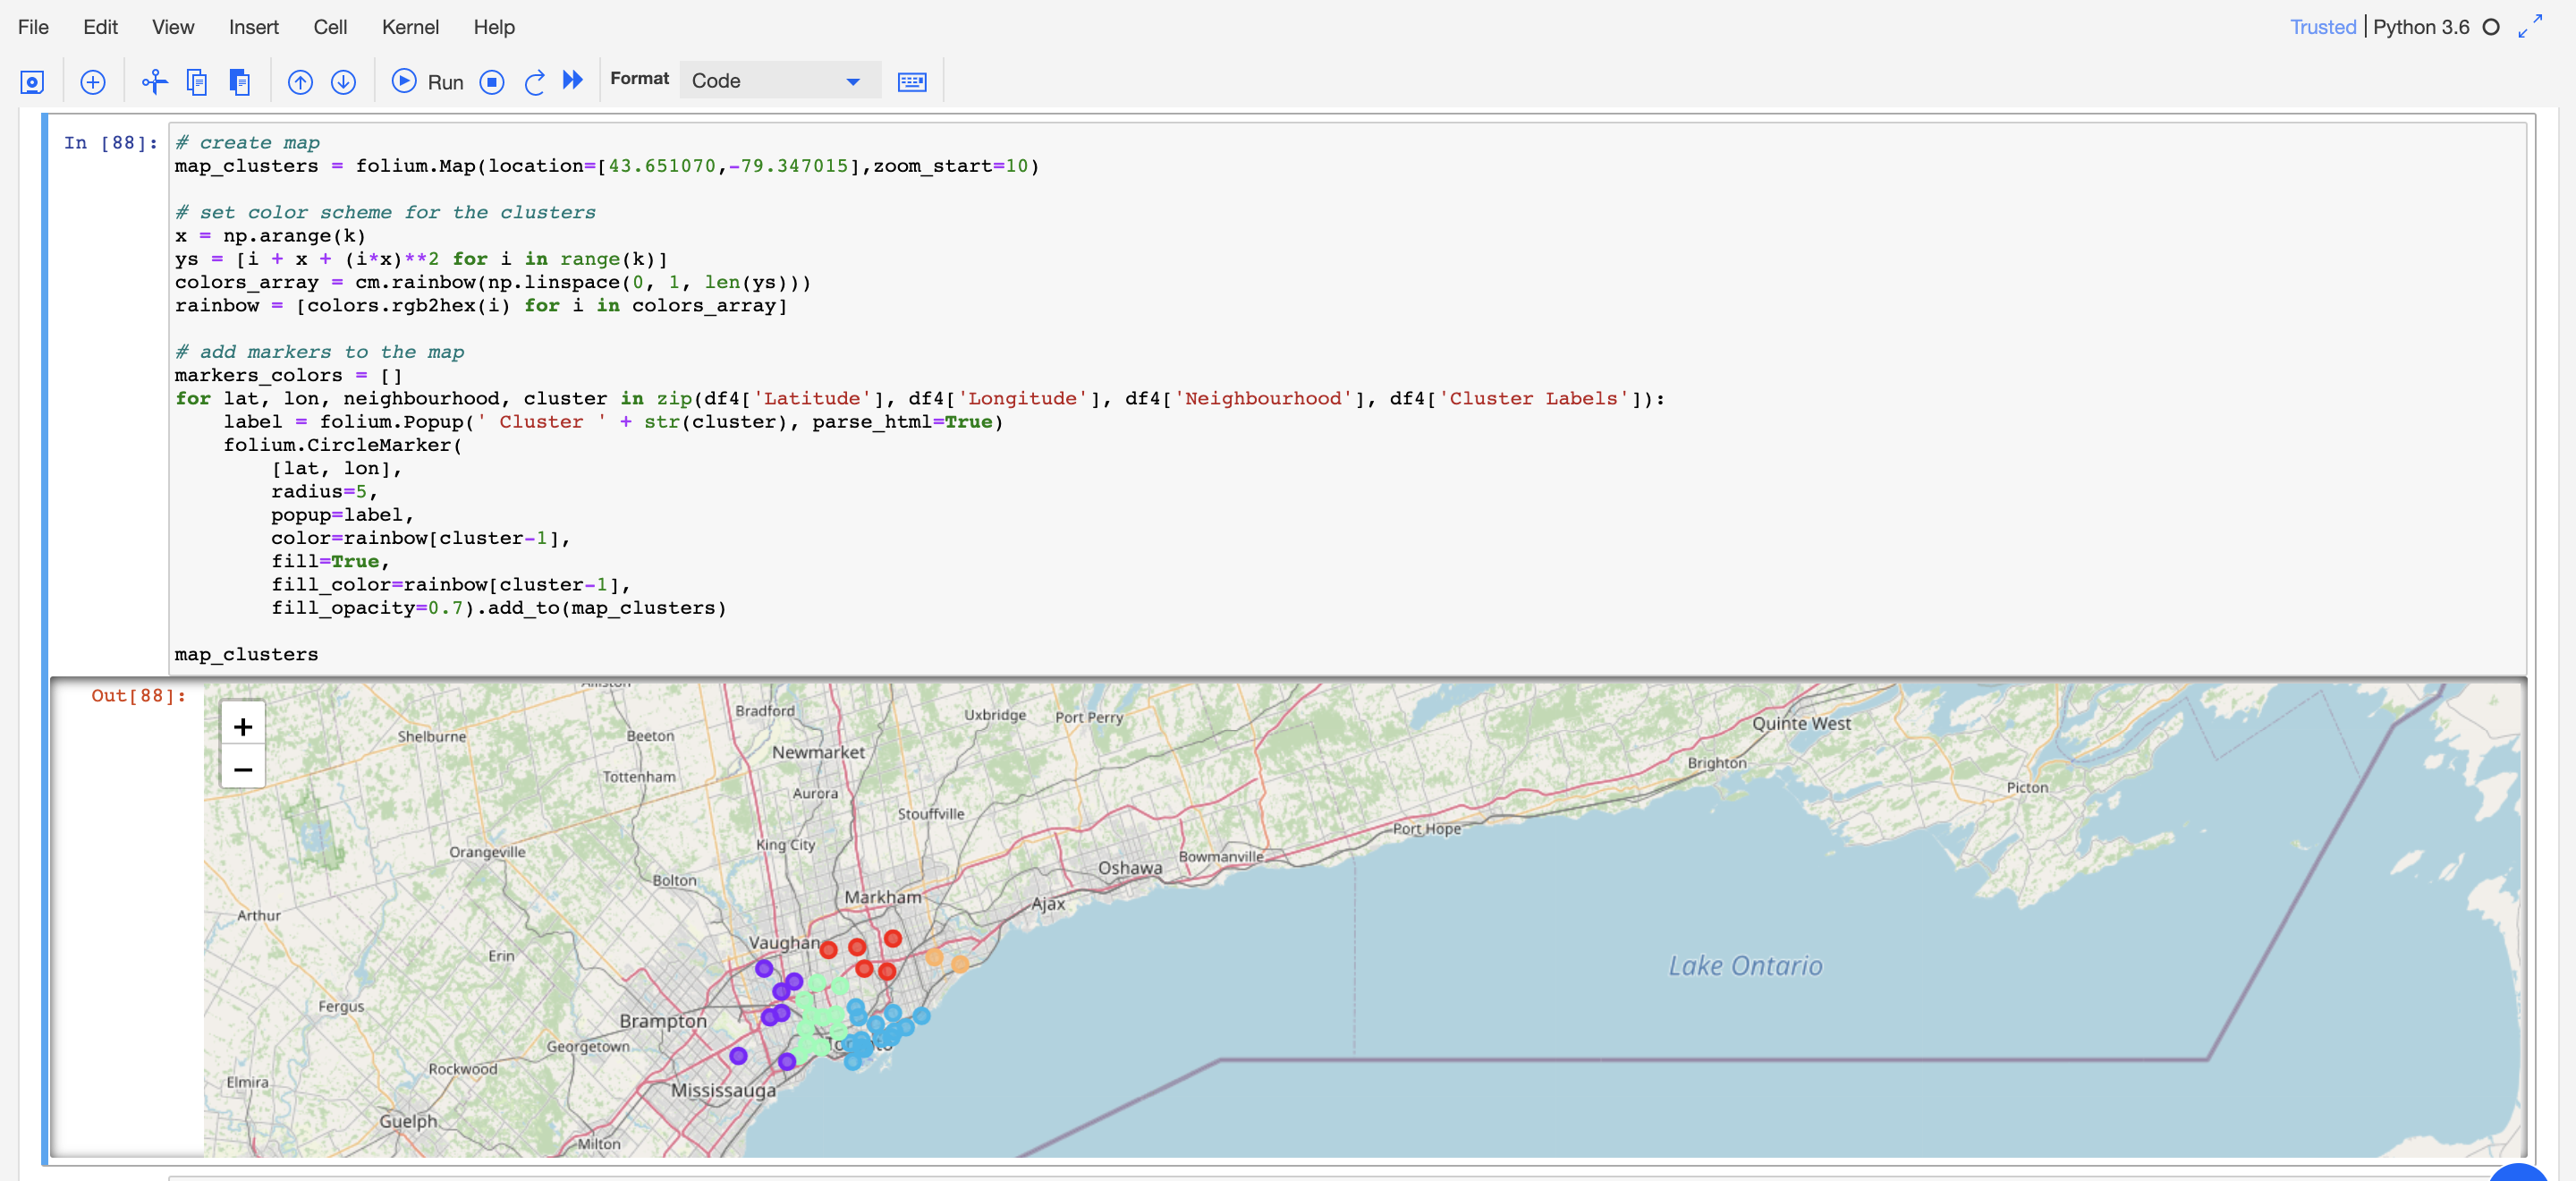 File Edit View Insert Cell Kernel Help Trusted | Python 3.6
Run Format Code
In [88]:
# create map
map_clusters = folium.Map(location=[43.651070,-79.347015],zoom_start=10)
# set color scheme for the clusters
x = np.arange(k)
ys = [i + x + (i*x)**2 for i in range(k)]
colors_array = cm.rainbow(np.linspace(0, 1, len(ys)))
rainbow = [colors.rgb2hex(i) for i in colors_array]
# add markers to the map
markers_colors = []
for lat, lon, neighbourhood, cluster in zip(df4['Latitude'], df4['Longitude'], df4['Neighbourhood'], df4['Cluster Labels']):
    label = folium.Popup(' Cluster ' + str(cluster), parse_html=True)
    folium.CircleMarker(
        [lat, lon],
        radius=5,
        popup=label,
        color=rainbow[cluster-1],
        fill=True,
        fill_color=rainbow[cluster-1],
        fill_opacity=0.7).add_to(map_clusters)
map_clusters
Out[88]:
+
−
Bradford
Uxbridge
Port Perry
Quinte West
Shelburne
Beeton
Newmarket
Brighton
Tottenham
Picton
Aurora
Stouffville
Port Hope
King City
Orangeville
Bowmanville
Oshawa
Bolton
Markham
Ajax
Arthur
Vaughan
Erin
Lake Ontario
Fergus
Brampton
Georgetown
Rockwood
Elmira
Mississauga
Guelph
Milton